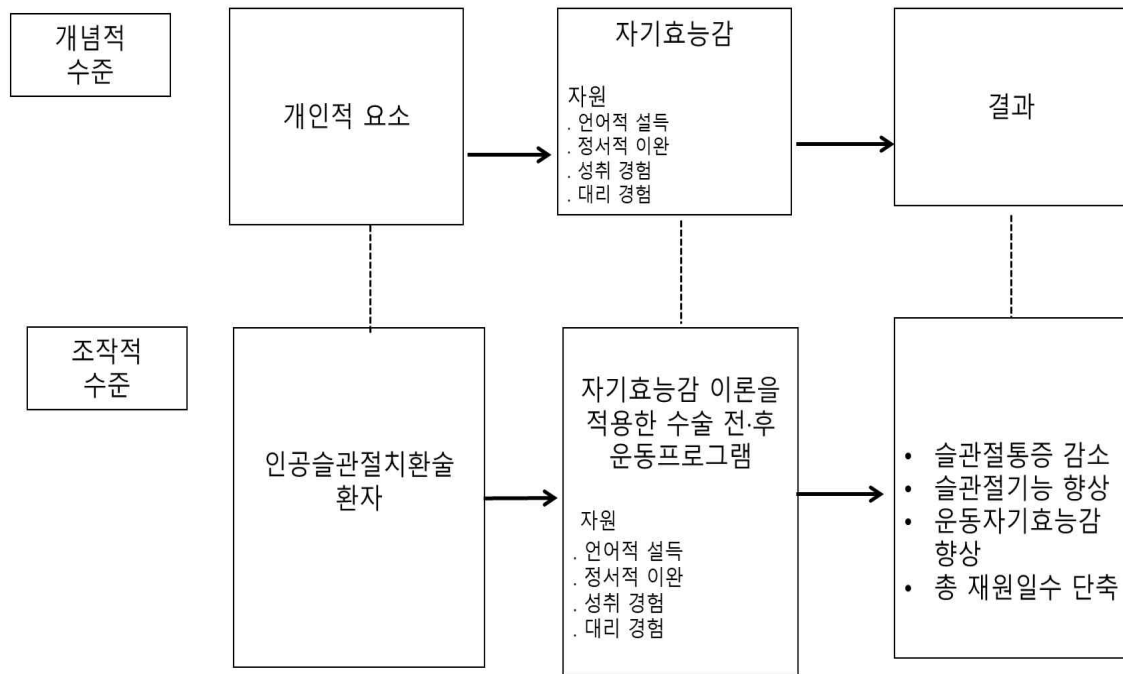 개념적
수준
개인적 요소
자기효능감
자원
. 언어적 설득
. 정서적 이완
. 성취 경험
. 대리 경험
결과
조작적
수준
인공슬관절치환술
환자
자기효능감 이론을
적용한 수술 전·후
운동프로그램
자원
. 언어적 설득
. 정서적 이완
. 성취 경험
. 대리 경험
• 슬관절통증 감소
• 슬관절기능 향상
• 운동자기효능감
향상
• 총 재원일수 단축